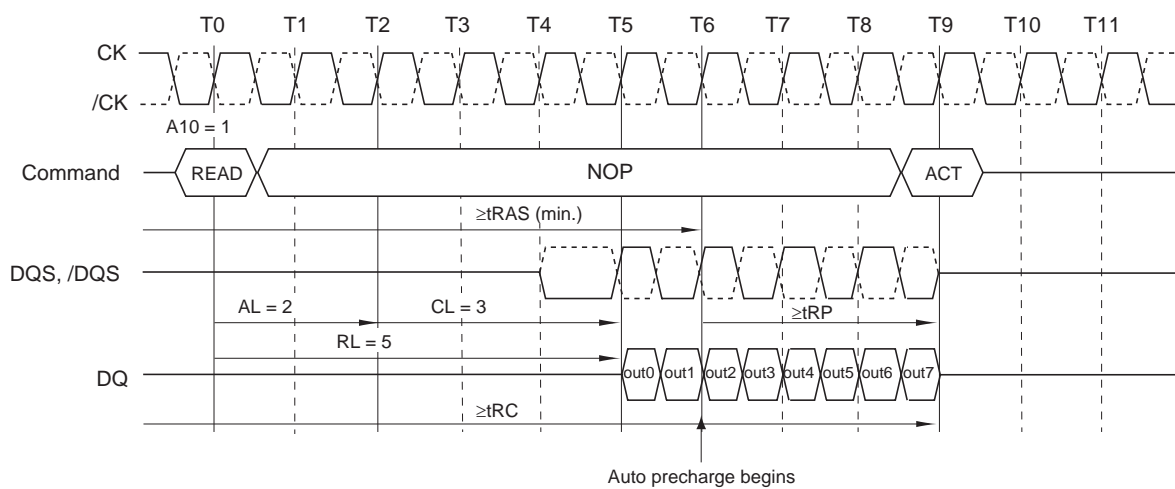 T0 T1 T2 T3 T4 T5 T6 T7 T8 T9 T10 T11
CK
/CK
A10 = 1
Command READ NOP ACT
≥tRAS (min.)
DQS, /DQS
AL = 2 CL = 3 ≥tRP
RL = 5
DQ out0 out1 out2 out3 out4 out5 out6 out7
≥tRC
Auto precharge begins